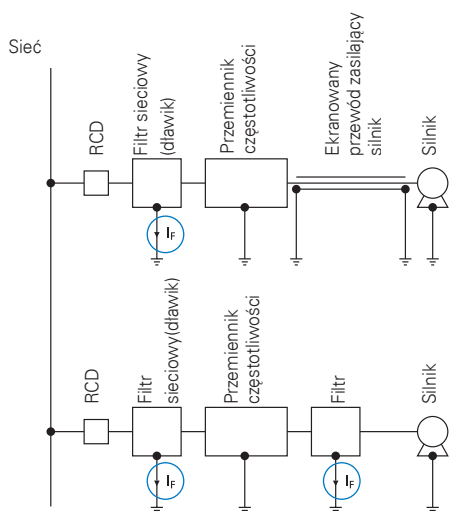 Sieć
RCD
Filtr sieciowy
(dławik)
Przemiennik
częstotliwości
Ekranowany
przewód zasilający
silnik
Silnik
IF
RCD
Filtr
sieciowy(dławik)
Przemiennik
częstotliwości
Filtr
Silnik
IF
IF